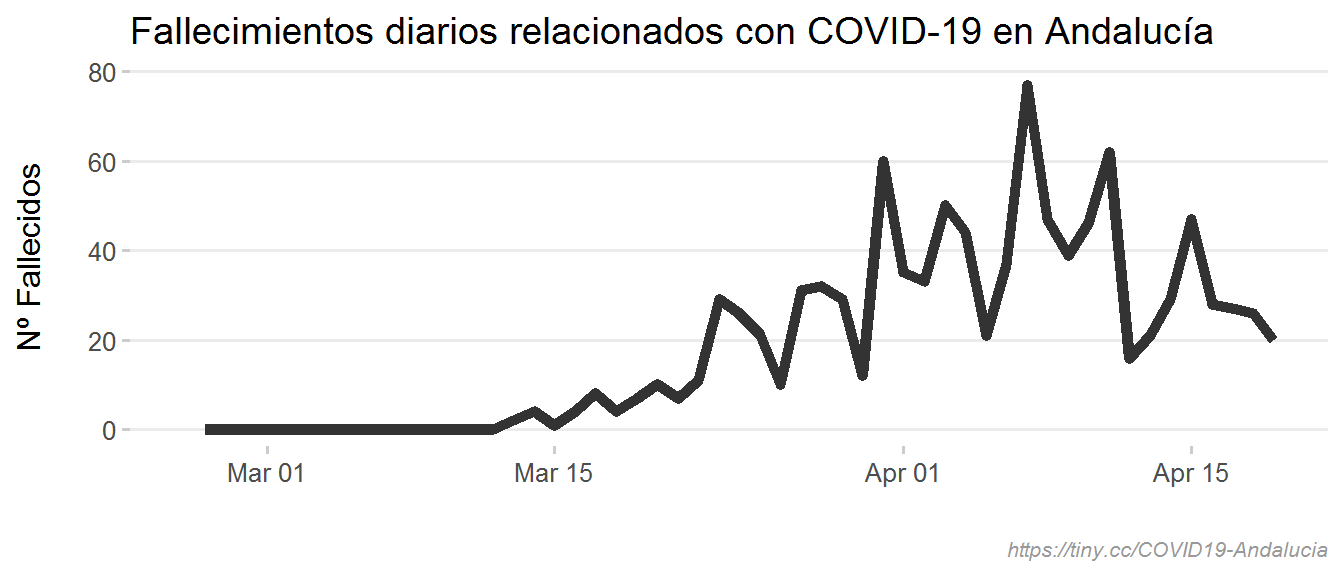 Fallecimientos diarios relacionados con COVID-19 en Andalucía
Nº Fallecidos
80
60
40
20
0
Mar 01
Mar 15
Apr 01
Apr 15
https://tiny.cc/COVID19-Andalucia